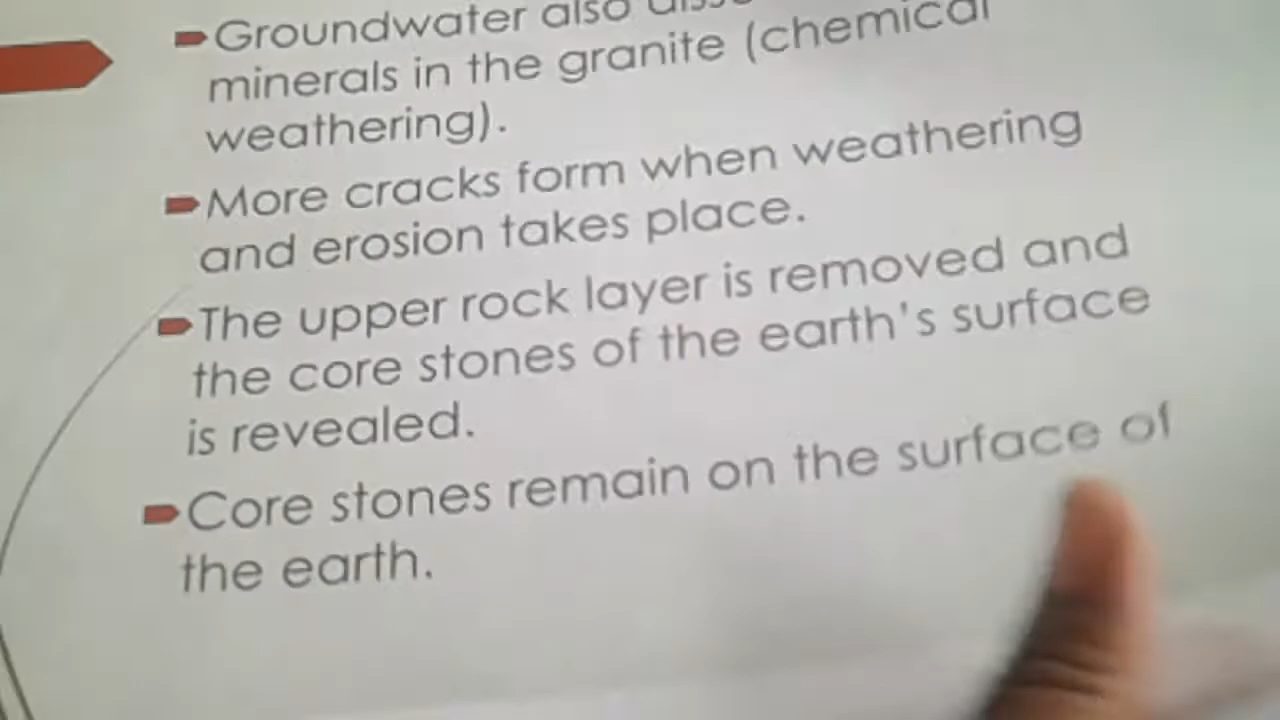 Groundwater also
minerals in the granite (chemical
weathering).
More cracks form when weathering
and erosion takes place.
The upper rock layer is removed and
the core stones of the earth's surface
is revealed.
Core stones remain on the surface of
the earth.